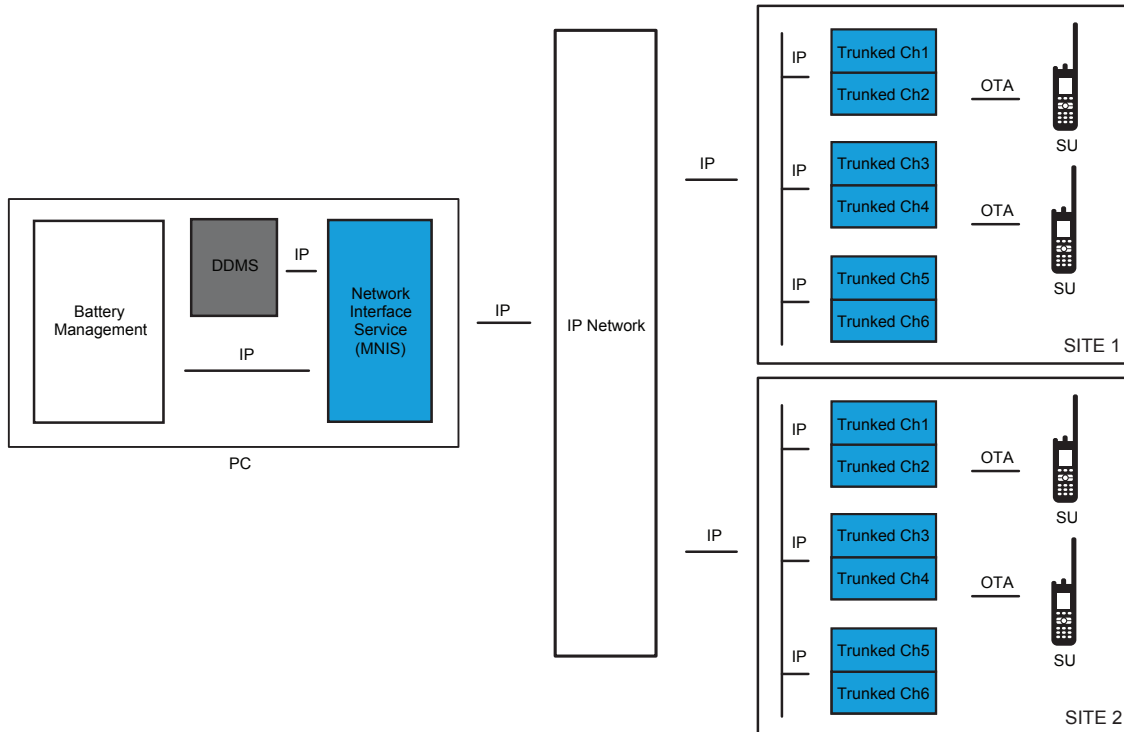 Battery
Management
DDMS
IP
Network
Interface
Service
(MNIS)
IP
PC
IP
IP Network
IP
IP
Trunked Ch1
Trunked Ch2
OTA
SU
IP
Trunked Ch3
Trunked Ch4
OTA
SU
IP
Trunked Ch5
Trunked Ch6
SITE 1
IP
IP
Trunked Ch1
Trunked Ch2
OTA
SU
IP
Trunked Ch3
Trunked Ch4
OTA
SU
IP
Trunked Ch5
Trunked Ch6
SITE 2